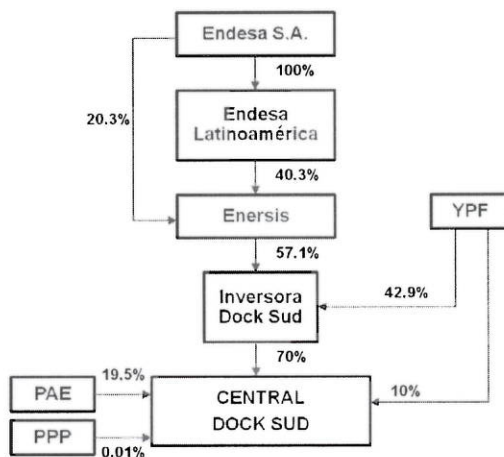 Endesa S.A.
100%
20.3%
Endesa
Latinoamérica
40.3%
Enersis
YPF
57.1%
42.9%
Inversora
Dock Sud
70%
19.5%
PAE
CENTRAL
DOCK SUD
10%
PPP
0.01%